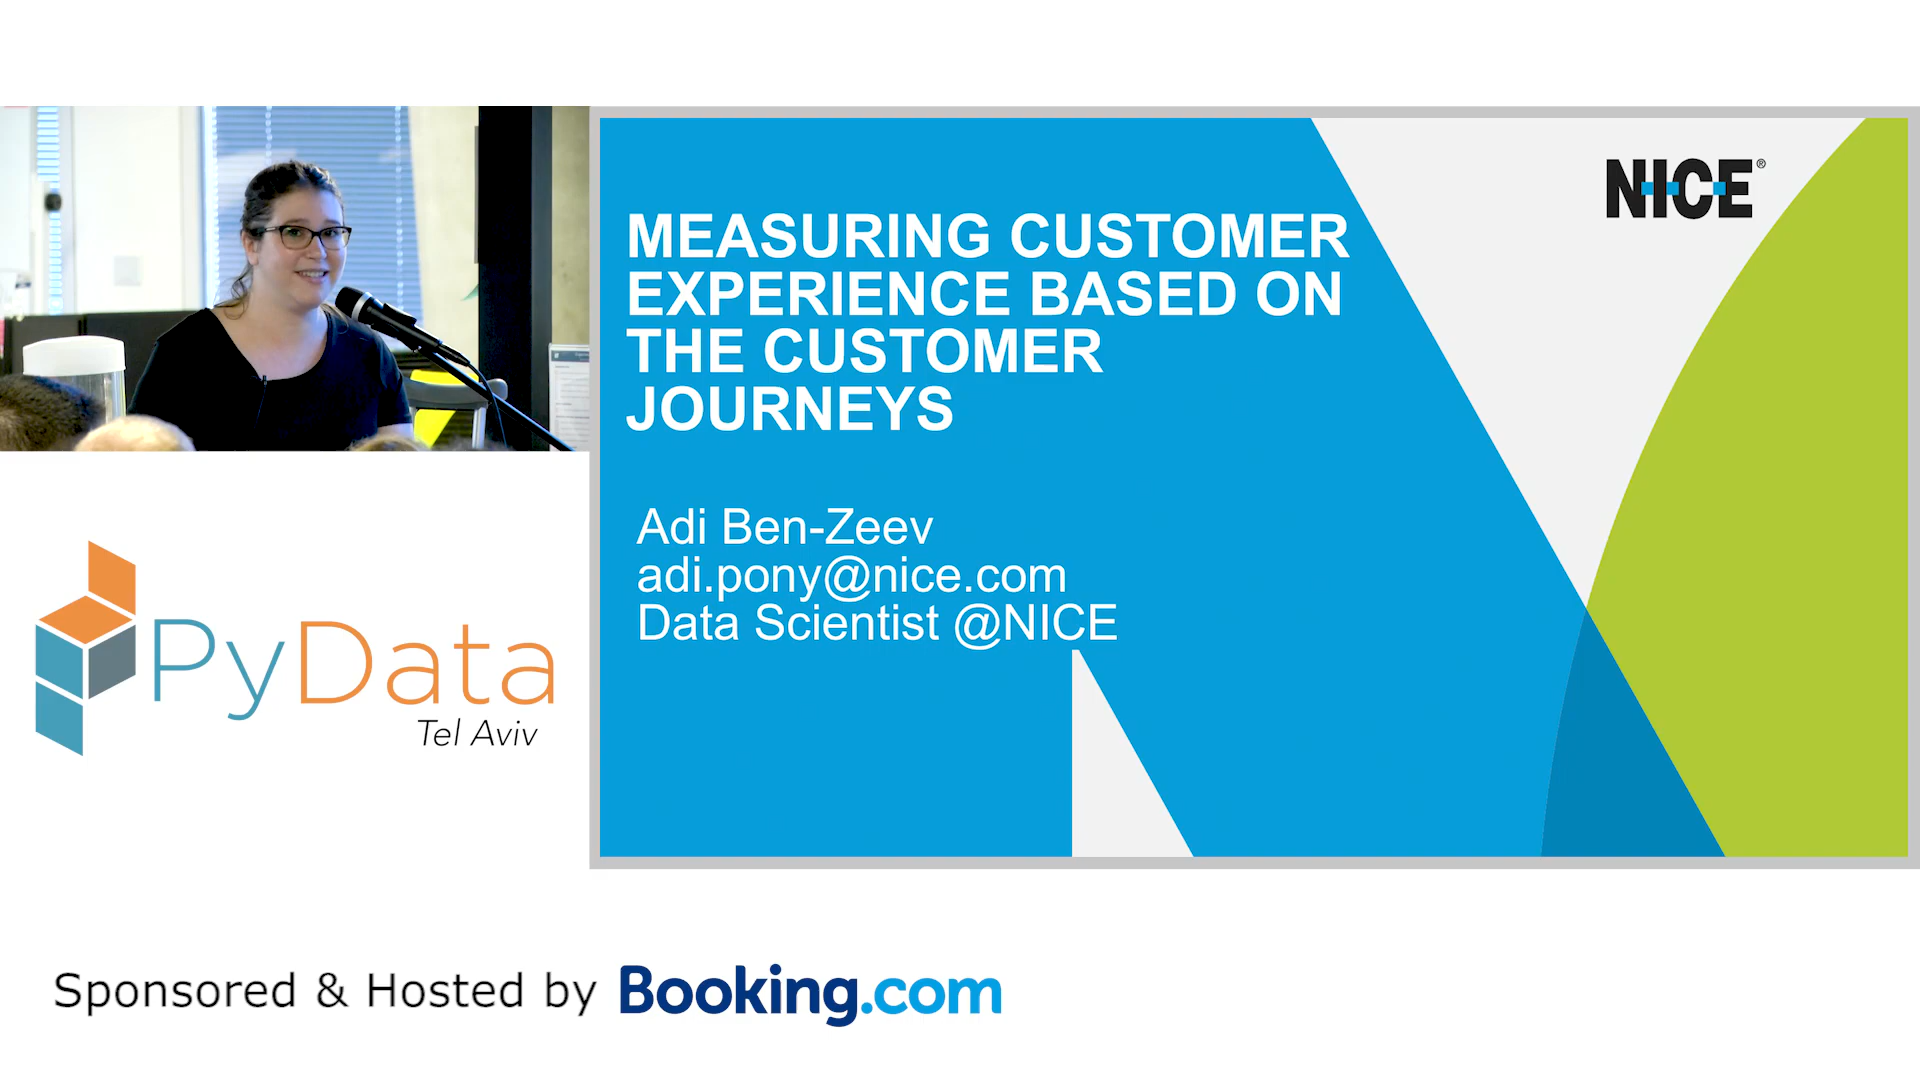 NICE®
MEASURING CUSTOMER
EXPERIENCE BASED ON
THE CUSTOMER
JOURNEYS
Adi Ben-Zeev
adi.pony@nice.com
Data Scientist @NICE
PyData
Tel Aviv
Sponsored & Hosted by Booking.com